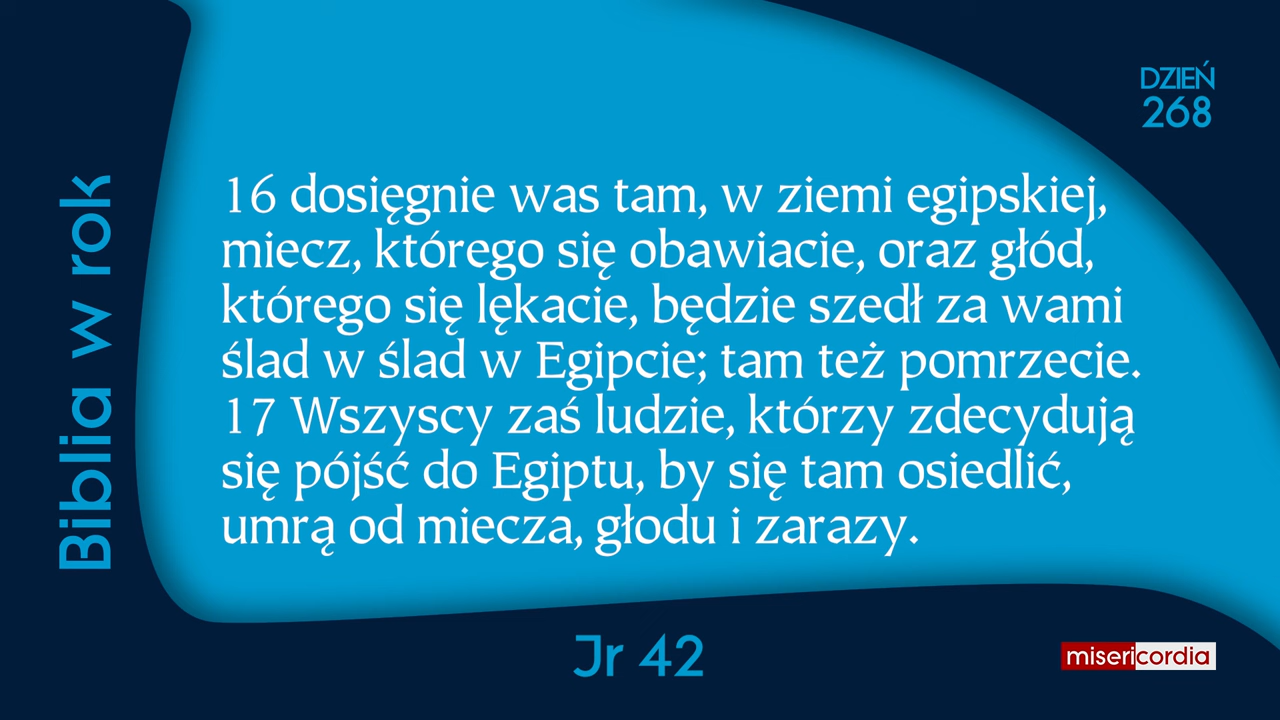 DZIEŃ
268
Biblia w rok
16 dosięgnie was tam, w ziemi egipskiej,
miecz, którego się obawiacie, oraz głód,
którego się lękacie, będzie szedł za wami
ślad w ślad w Egipcie; tam też pomrzecie.
17 Wszyscy zaś ludzie, którzy zdecydują
się pójść do Egiptu, by się tam osiedlić,
umrą od miecza, głodu i zarazy.
Jr 42
misericordia